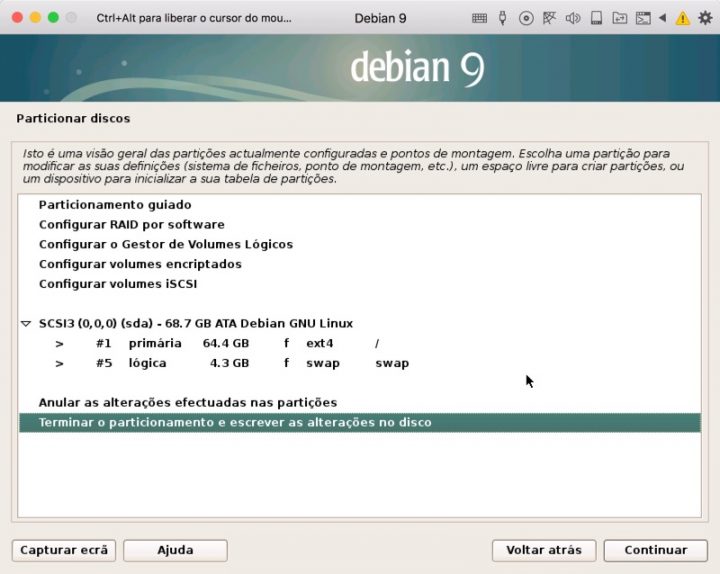 Ctrl+Alt para liberar o cursor do mou...
Debian 9
debian 9
Particionar discos
Isto é uma visão geral das partições actualmente configuradas e pontos de montagem. Escolha uma partição para
modificar as suas definições (sistema de ficheiros, ponto de montagem, etc.), um espaço livre para criar partições, ou
um dispositivo para inicializar a sua tabela de partições.
Particionamento guiado
Configurar RAID por software
Configurar o Gestor de Volumes Lógicos
Configurar volumes encriptados
Configurar volumes iSCSI
SCSI3 (0,0,0) (sda) - 68.7 GB ATA Debian GNU Linux
> #1 primária 64.4 GB f ext4 /
> #5 lógica 4.3 GB f swap swap
Anular as alterações efectuadas nas partições
Terminar o particionamento e escrever as alterações no disco
Capturar ecrã Ajuda Voltar atrás Continuar